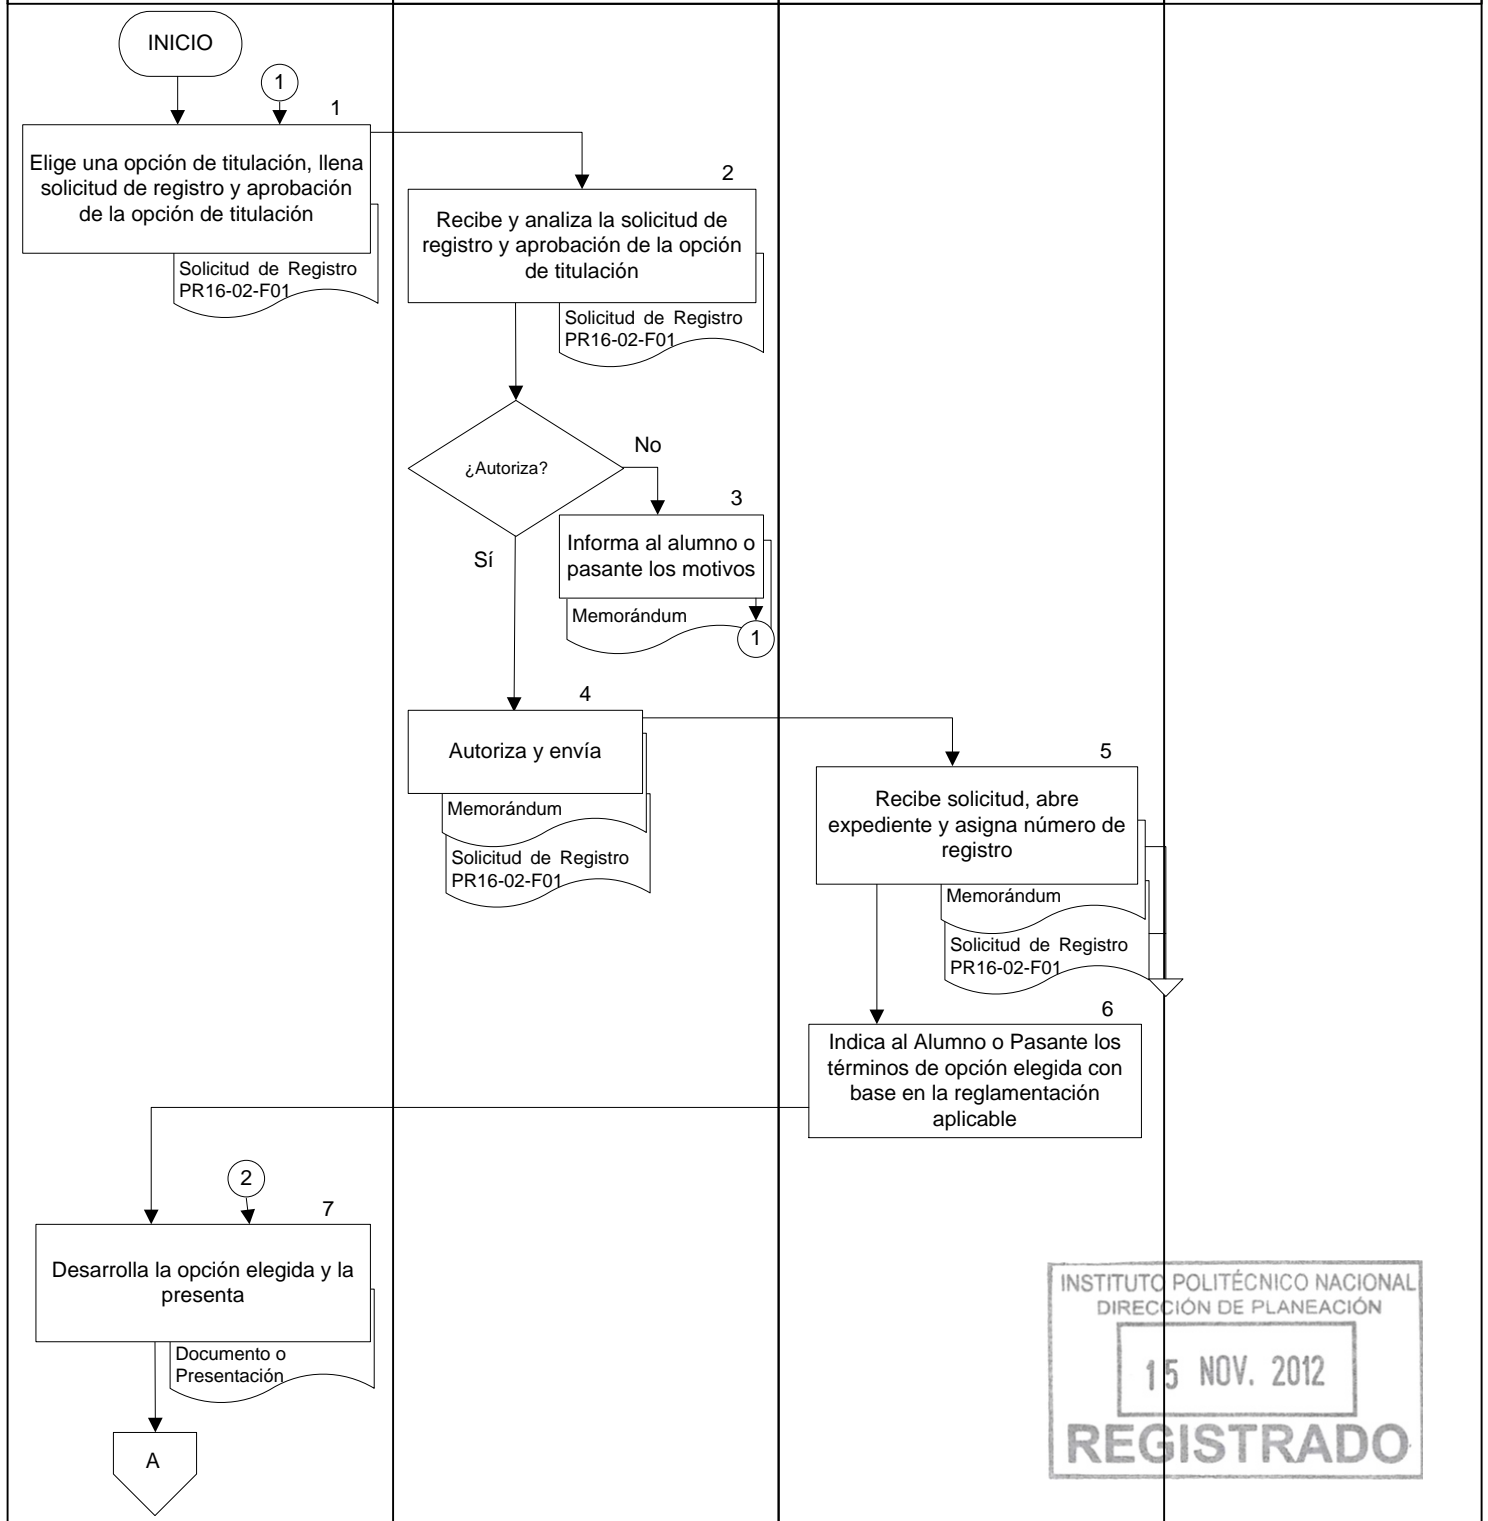 INICIO
1
1
Elige una opción de titulación, llena
solicitud de registro y aprobación
de la opción de titulación
Solicitud de Registro
PR16-02-F01
2
Recibe y analiza la solicitud de
registro y aprobación de la opción
de titulación
Solicitud de Registro
PR16-02-F01
¿Autoriza?
No
Sí
3
Informa al alumno o
pasante los motivos
Memorándum
1
4
Autoriza y envía
Memorándum
Solicitud de Registro
PR16-02-F01
5
Recibe solicitud, abre
expediente y asigna número de
registro
Memorándum
Solicitud de Registro
PR16-02-F01
6
Indica al Alumno o Pasante los
términos de opción elegida con
base en la reglamentación
aplicable
2
7
Desarrolla la opción elegida y la
presenta
Documento o
Presentación
A
INSTITUTO POLITÉCNICO NACIONAL
DIRECCIÓN DE PLANEACIÓN
15 NOV. 2012
REGISTRADO